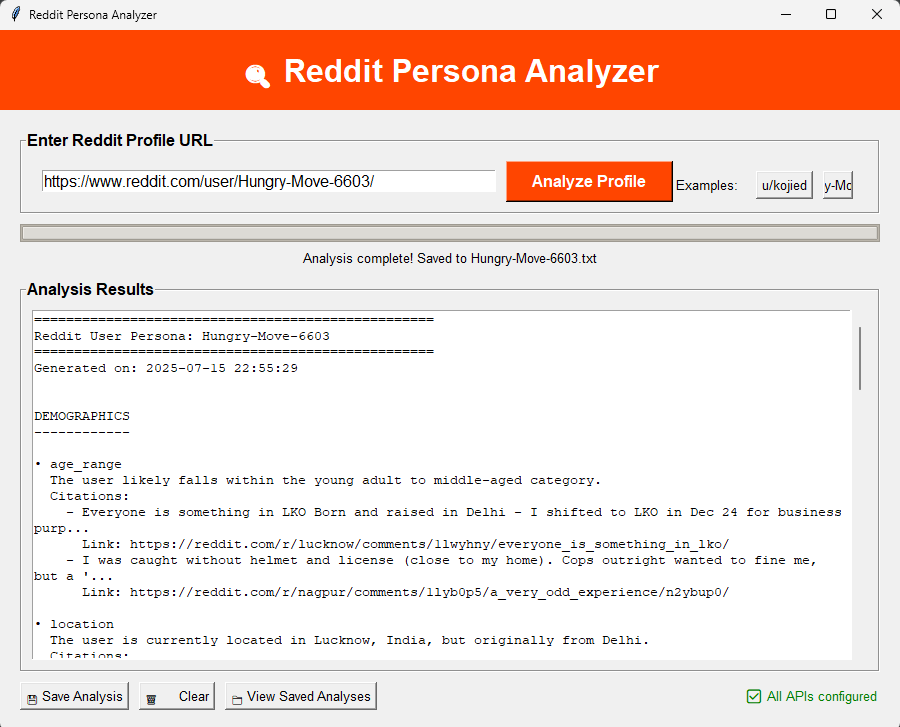 Reddit Persona Analyzer
Reddit Persona Analyzer
Enter Reddit Profile URL
https://www.reddit.com/user/Hungry-Move-6603/ Analyze Profile Examples: u/kojied y-Mo
Analysis complete! Saved to Hungry-Move-6603.txt
Analysis Results
==================================================
Reddit User Persona: Hungry-Move-6603
==================================================
Generated on: 2025-07-15 22:55:29
DEMOGRAPHICS
------------
• age_range
The user likely falls within the young adult to middle-aged category.
Citations:
- Everyone is something in LKO Born and raised in Delhi - I shifted to LKO in Dec 24 for business
purp...
Link: https://reddit.com/r/lucknow/comments/1lwyhny/everyone_is_something_in_lko/
- I was caught without helmet and license (close to my home). Cops outright wanted to fine me,
but a '...
Link: https://reddit.com/r/nagpur/comments/1lyb0p5/a_very_odd_experience/n2ybup0/
• location
The user is currently located in Lucknow, India, but originally from Delhi.
Citations:
Save Analysis Clear View Saved Analyses All APIs configured